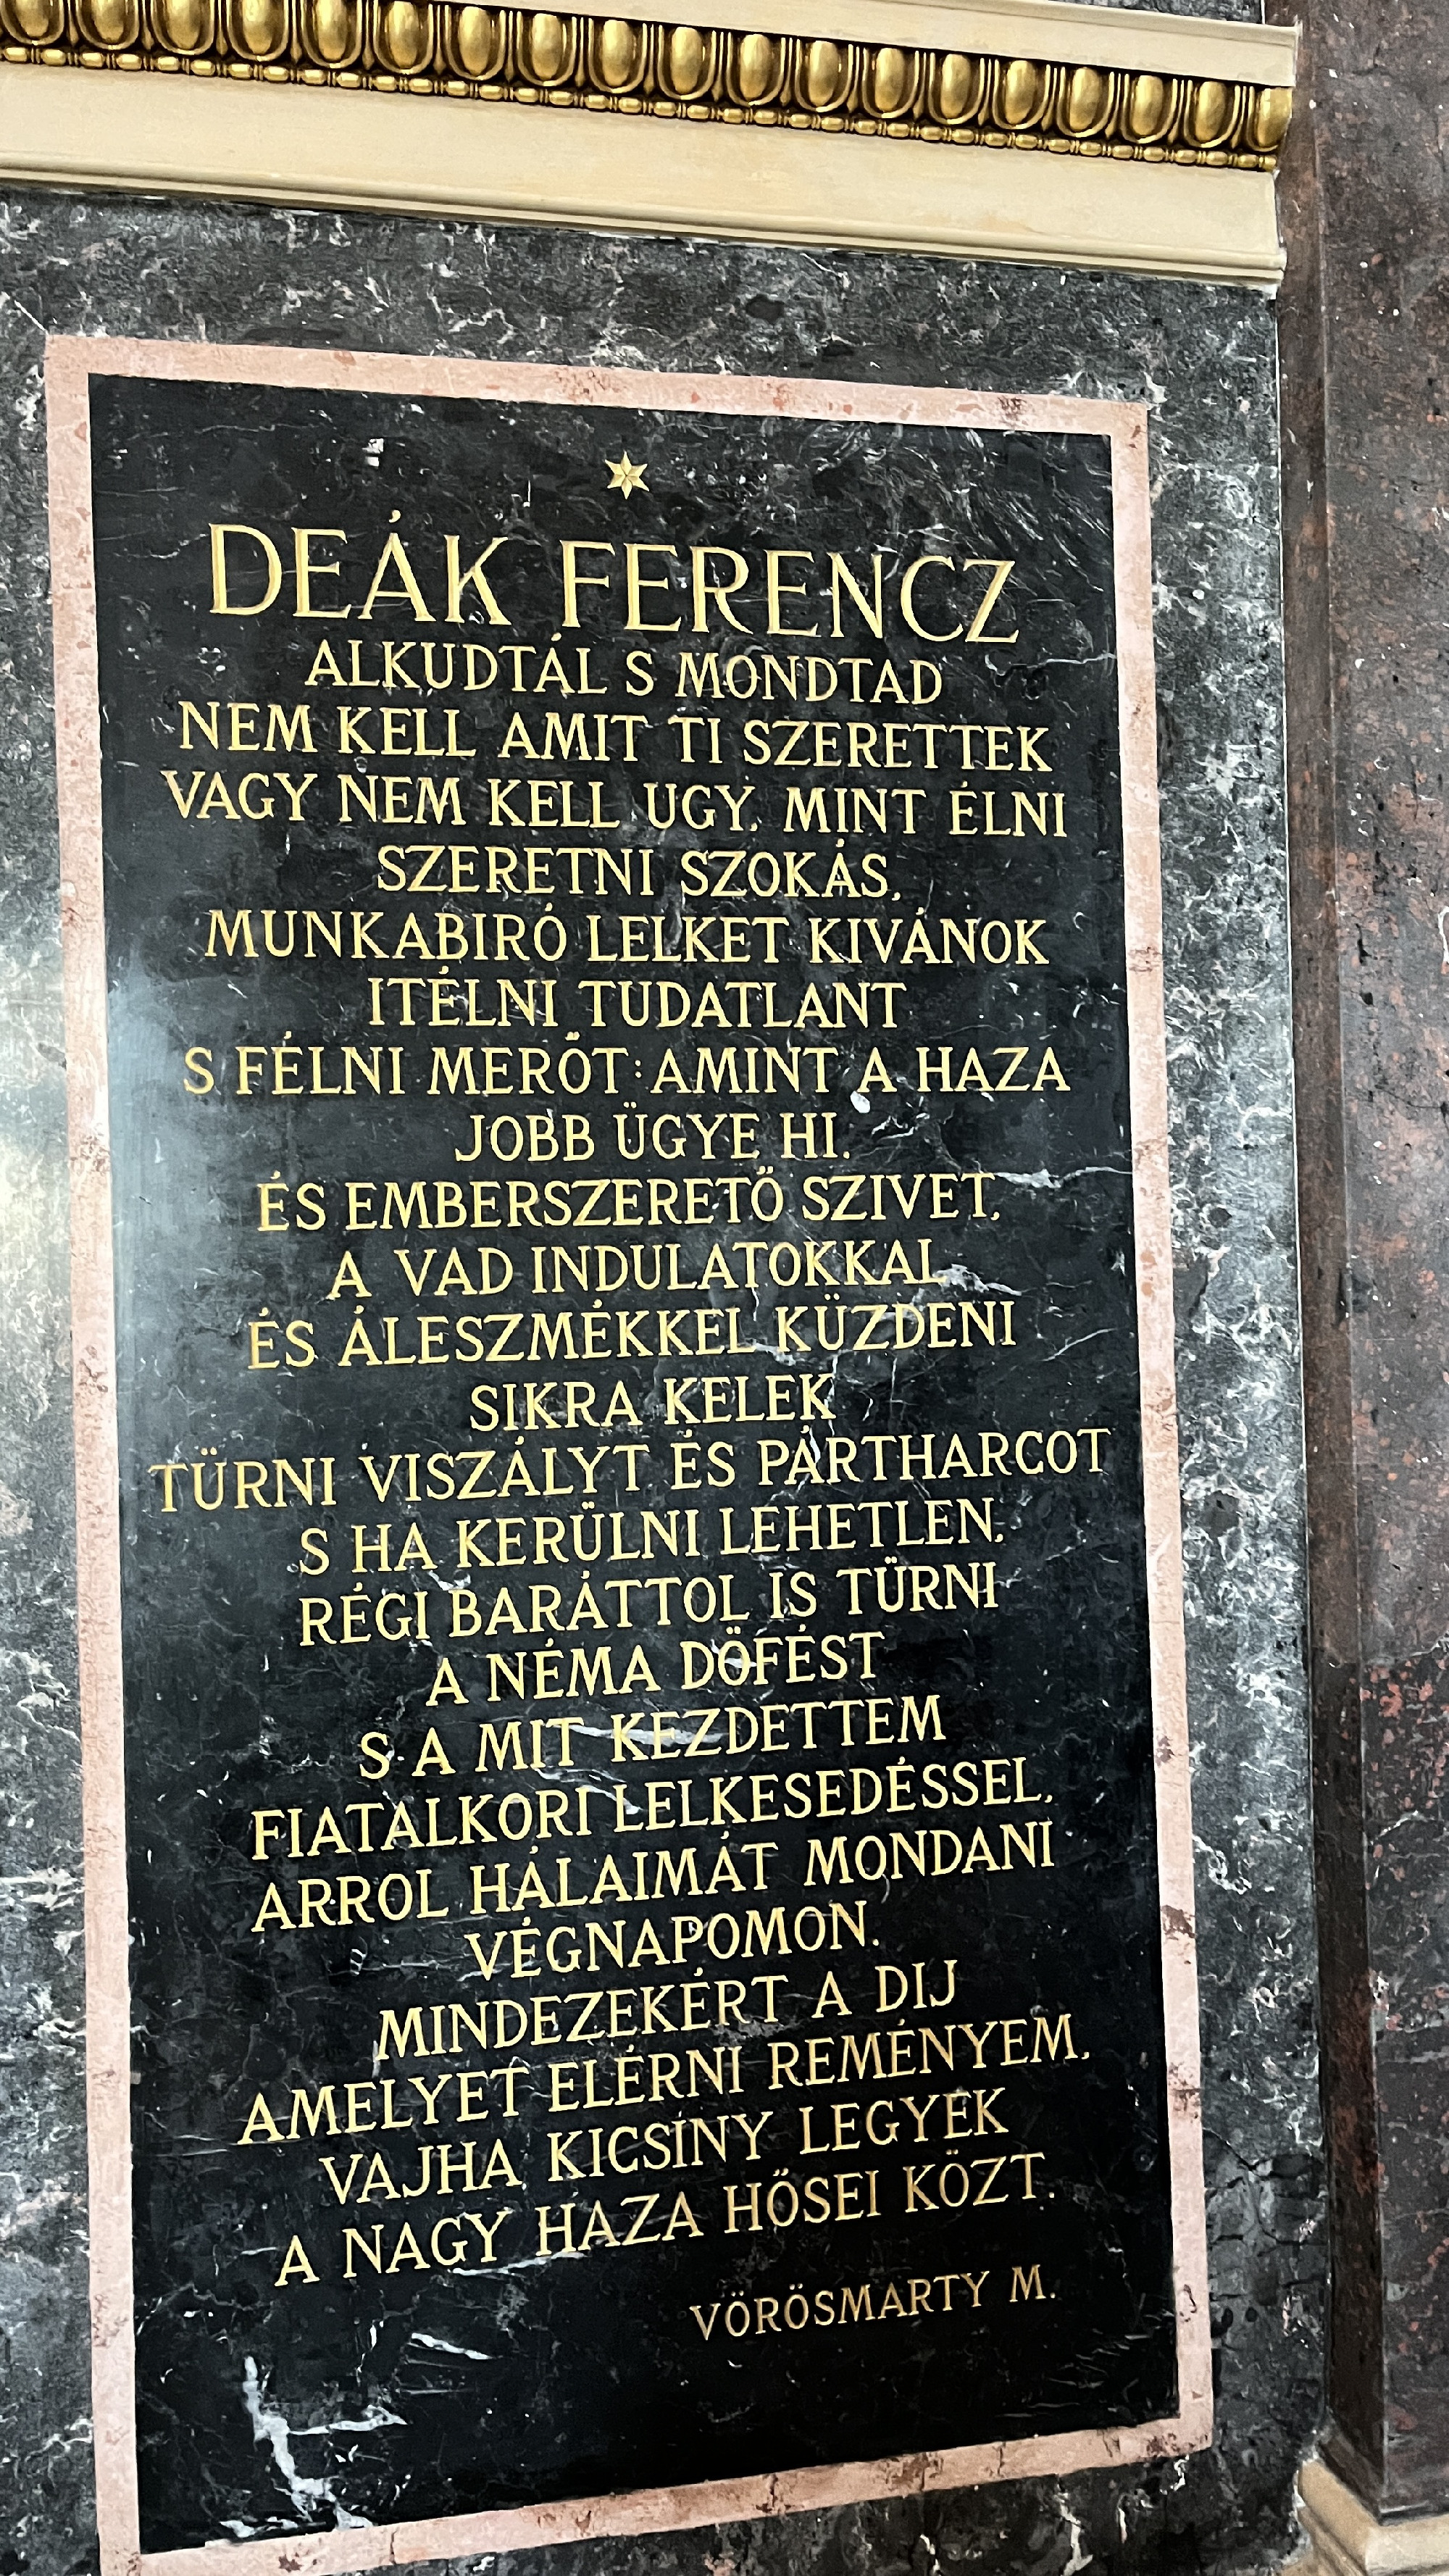 DEÁK FERENCZ
ALKUDTÁL S MONDTAD
NEM KELL AMIT TI SZERETTEK
VAGY NEM KELL UGY, MINT ÉLNI
SZERETNI SZOKÁS,
MUNKABIRÓ LELKET KIVÁNOK
ITÉLNI TUDATLANT
S FÉLNI MERŐT: AMINT A HAZA
JOBB ÜGYE HI.
ÉS EMBERSZERETŐ SZIVET,
A VAD INDULATOKKAL
ÉS ÁLESZMÉKKEL KÜZDENI
SIKRA KELEK
TÜRNI VISZÁLYT ÉS PÁRTHARCOT
S HA KERÜLNI LEHETLEN,
RÉGI BARÁTTOL IS TÜRNI
A NÉMA DÖFÉST
S A MIT KEZDETTEM
FIATALKORI LELKESEDÉSSEL,
ARROL HÁLAIMÁT MONDANI
VÉGNAPOMON.
MINDEZEKÉRT A DIJ
AMELYET ELÉRNI REMÉNYEM,
VAJHA KICSINY LEGYEK
A NAGY HAZA HŐSEI KÖZT.
VÖRÖSMARTY M.